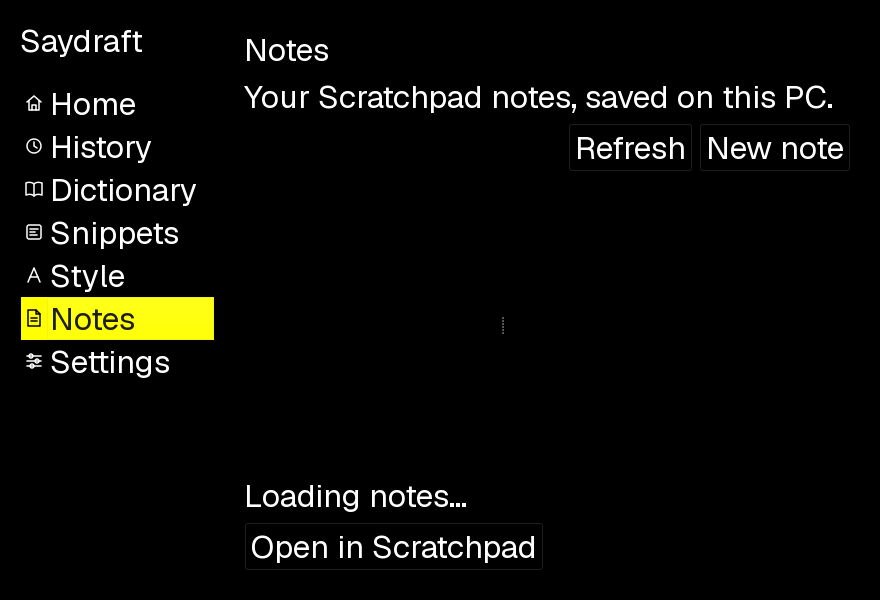 Saydraft
Home
History
Dictionary
Snippets
Style
Notes
Settings
Notes
Your Scratchpad notes, saved on this PC.
Refresh
New note
Loading notes...
Open in Scratchpad